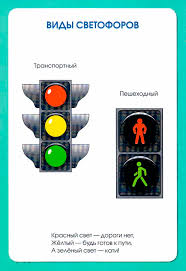 ВИДЫ СВЕТОФОРОВ
Транспортный
Пешеходный
Красный свет — дороги нет,
Жёлтый — будь готов к пути,
А зелёный свет — кати!